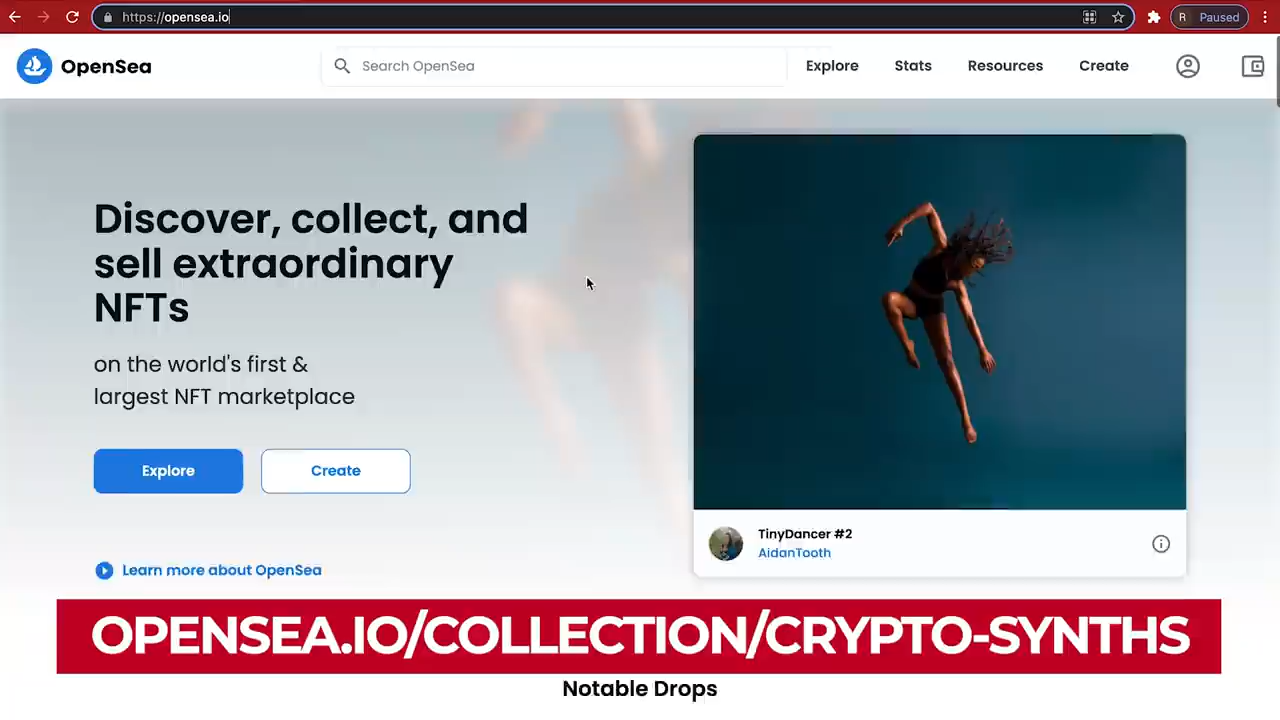 https://opensea.io
R Paused
OpenSea
Search OpenSea
Explore
Stats
Resources
Create
Discover, collect, and
sell extraordinary
NFTs
on the world's first &
largest NFT marketplace
Explore
Create
TinyDancer #2
AidanTooth
Learn more about OpenSea
OPENSEA.IO/COLLECTION/CRYPTO-SYNTHS
Notable Drops